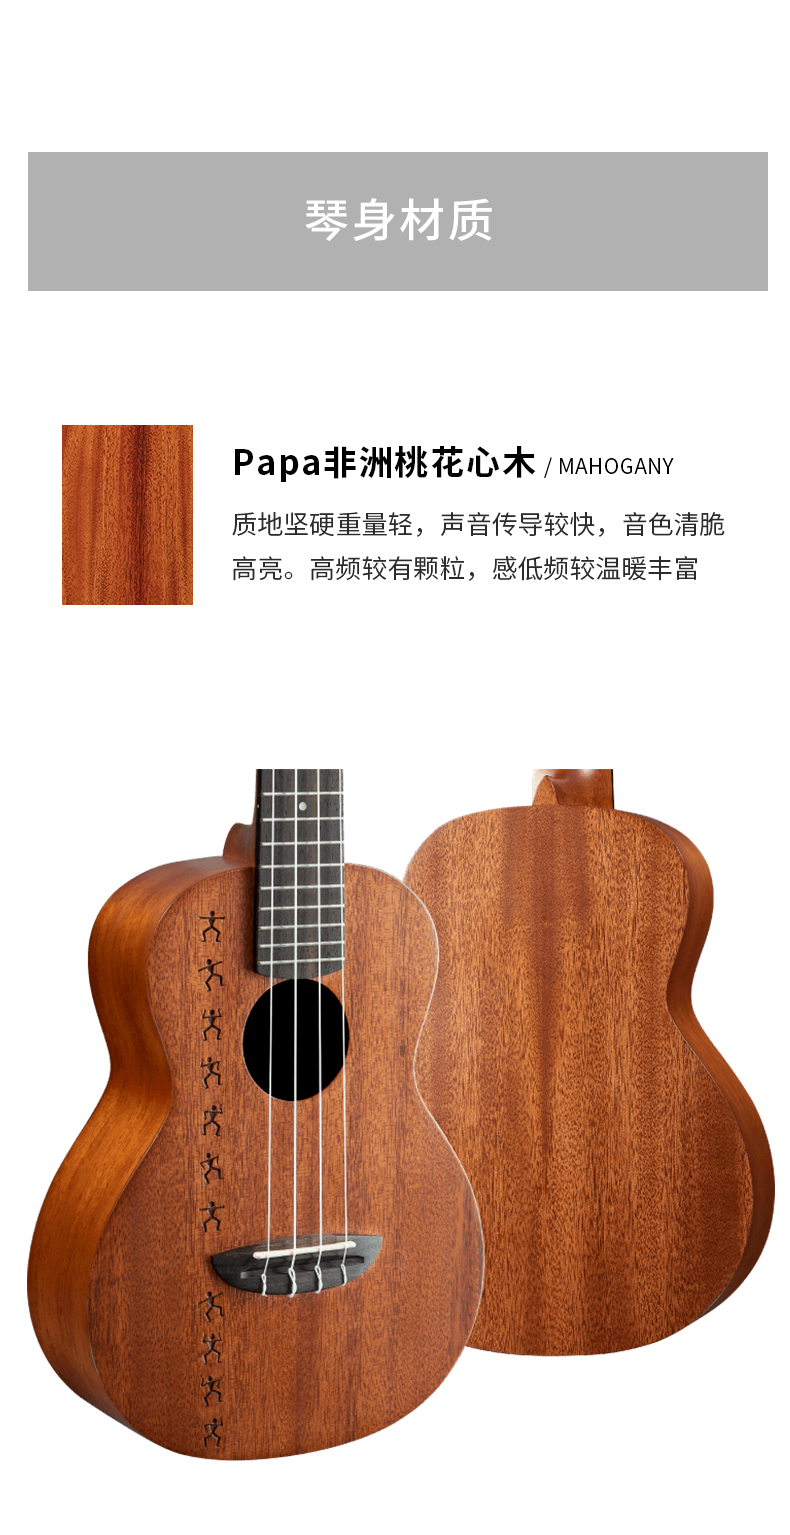 琴身材质
Papa非洲桃花心木 / MAHOGANY
质地坚硬重量轻，声音传导较快，音色清脆
高亮。高频较有颗粒，感低频较温暖丰富